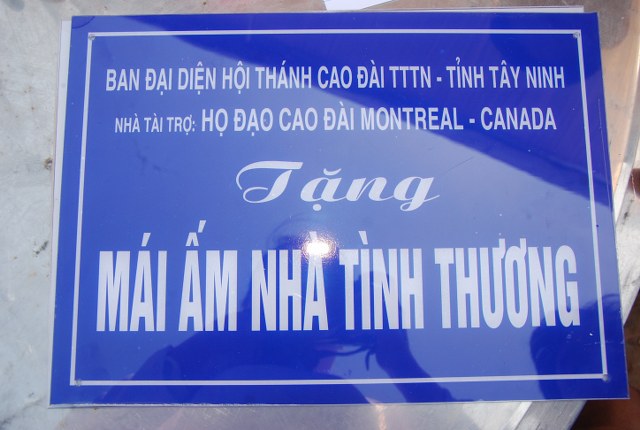 BAN ĐẠI DIỆN HỘI THÁNH CAO ĐÀI TTTN - TỈNH TÂY NINH
NHÀ TÀI TRỢ: HỌ ĐẠO CAO ĐÀI MONTREAL - CANADA
Tặng
MÁI ẤM NHÀ TÌNH THƯƠNG